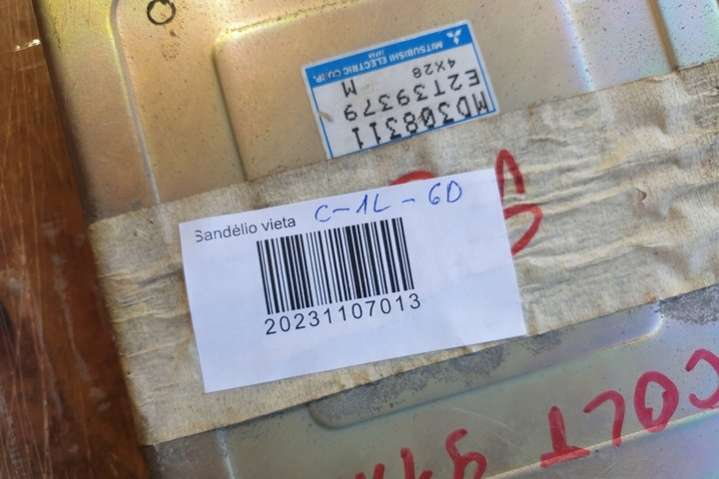 MITSUBISHI ELECTRIC CORP.
JAPAN
4X28
M
E2T39379
MD308311
Sandėlio vieta C-1L-6D
20231107013
COLT